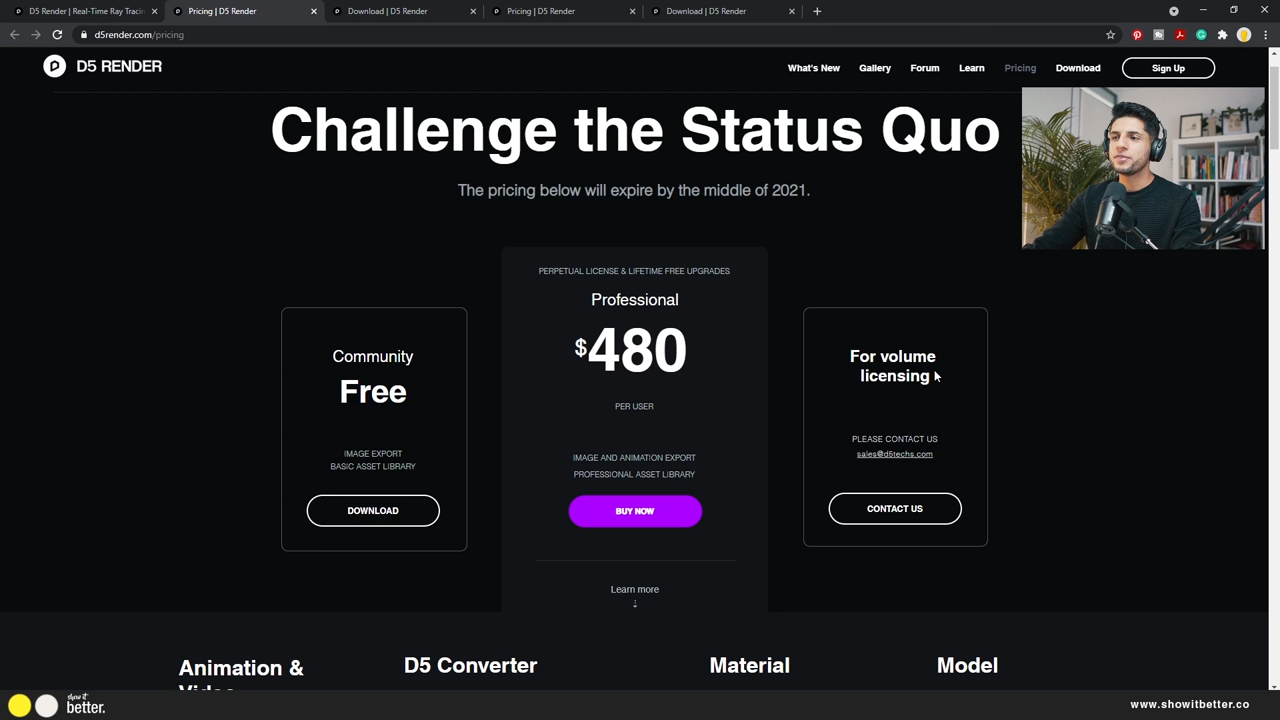 D5 Render | Real-Time Ray Tracin
Pricing | D5 Render
Download | D5 Render
Pricing | D5 Render
Download | D5 Render
d5render.com/pricing
D5 RENDER
What's New
Gallery
Forum
Learn
Pricing
Download
Sign Up
Challenge the Status Quo
The pricing below will expire by the middle of 2021.
Community
Free
IMAGE EXPORT
BASIC ASSET LIBRARY
DOWNLOAD
PERPETUAL LICENSE & LIFETIME FREE UPGRADES
Professional
$480
PER USER
IMAGE AND ANIMATION EXPORT
PROFESSIONAL ASSET LIBRARY
BUY NOW
Learn more
For volume
licensing
PLEASE CONTACT US
sales@d5techs.com
CONTACT US
Animation &
Video
D5 Converter
Material
Model
show it
better.
www.showitbetter.co